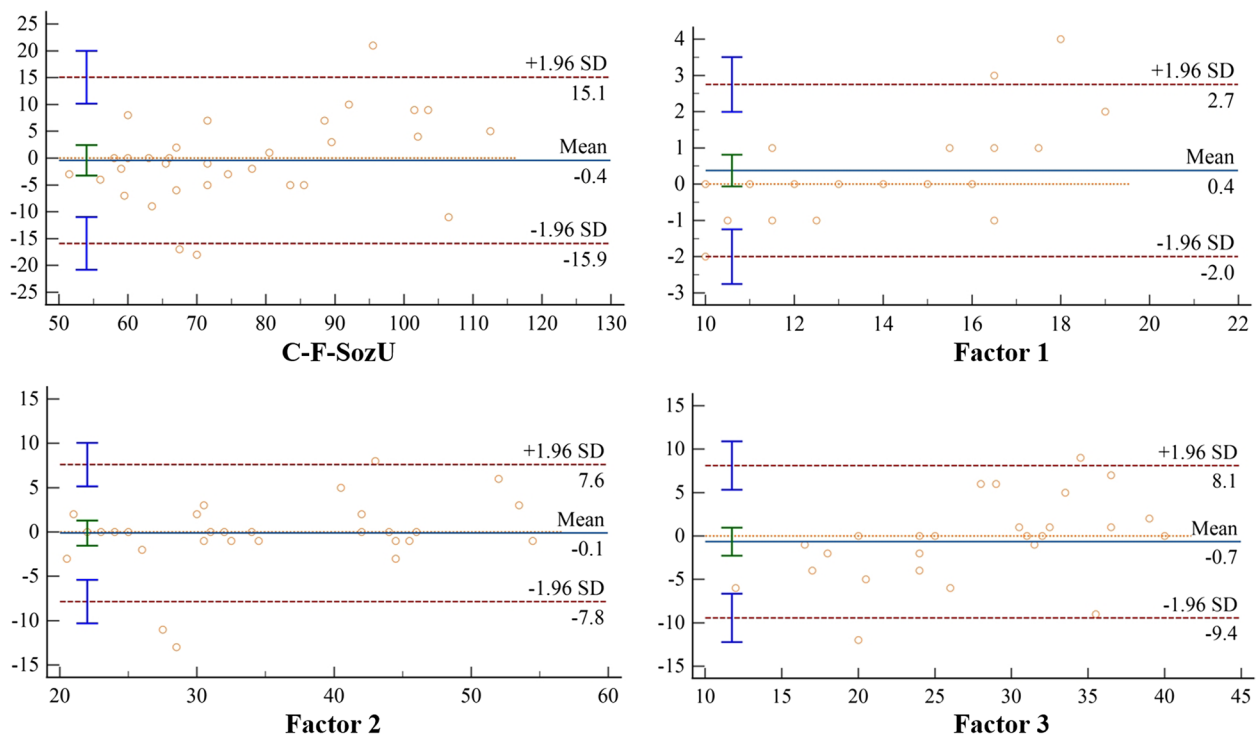 25
20
15
10
5
0
-5
-10
-15
-20
-25
+1.96 SD
15.1
Mean
-0.4
-1.96 SD
-15.9
50 60 70 80 90 100 110 120 130
C-F-SozU
4
3
2
1
0
-1
-2
-3
+1.96 SD
2.7
Mean
0.4
-1.96 SD
-2.0
10 12 14 16 18 20 22
Factor 1
15
10
5
0
-5
-10
-15
+1.96 SD
7.6
Mean
-0.1
-1.96 SD
-7.8
20 30 40 50 60
Factor 2
15
10
5
0
-5
-10
-15
+1.96 SD
8.1
Mean
-0.7
-1.96 SD
-9.4
10 15 20 25 30 35 40 45
Factor 3